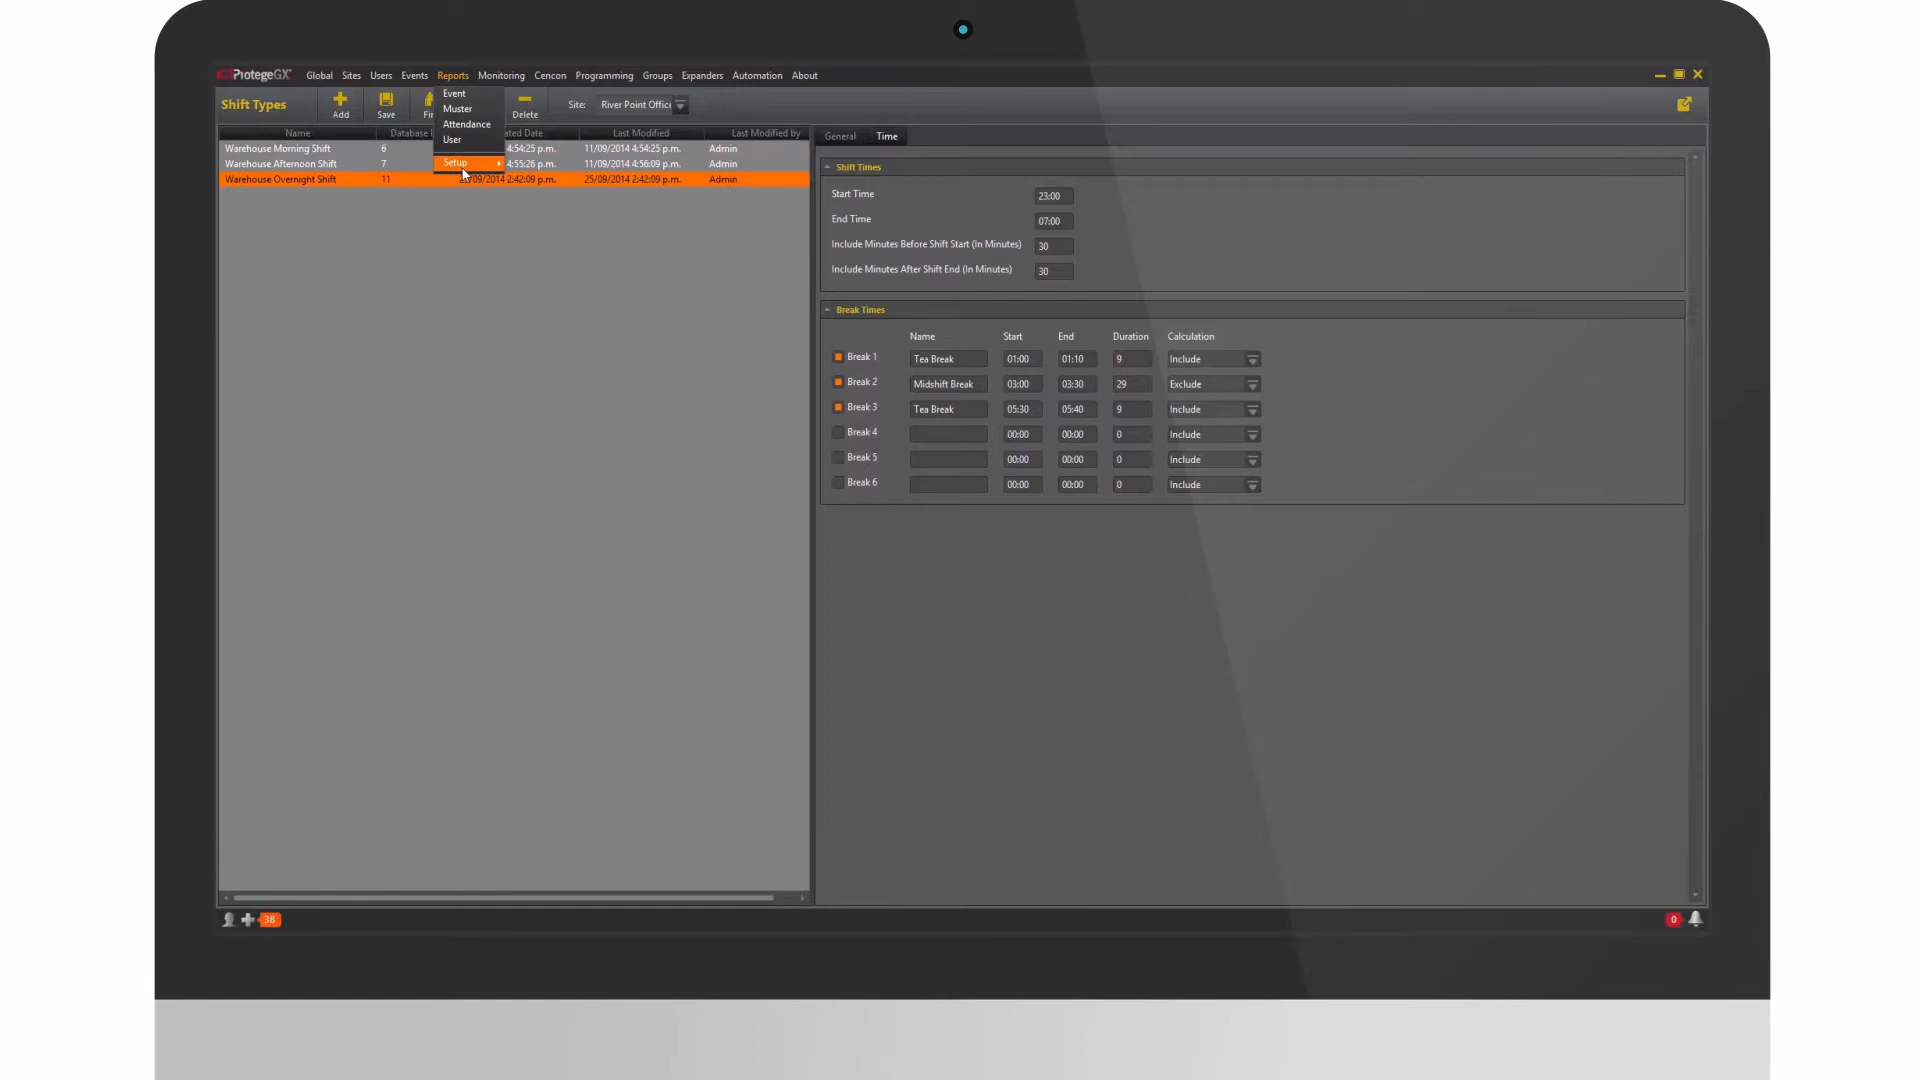 ProtegeGX Global Sites Users Events Reports Monitoring Cencon Programming Groups Expanders Automation About
Shift Types Add Save Delete Site: River Point Office
Event
Muster
Attendance
User
Setup
Name Last Modified Last Modified by
Warehouse Morning Shift 6 4:54:25 p.m. 11/09/2014 4:54:25 p.m. Admin
Warehouse Afternoon Shift 7 4:55:26 p.m. 11/09/2014 4:56:09 p.m. Admin
Warehouse Overnight Shift 11 /09/2014 2:42:09 p.m. 25/09/2014 2:42:09 p.m. Admin
General Time
Shift Times
Start Time 23:00
End Time 07:00
Include Minutes Before Shift Start (In Minutes) 30
Include Minutes After Shift End (In Minutes) 30
Break Times
Name Start End Duration Calculation
Break 1 Tea Break 01:00 01:10 9 Include
Break 2 Midshift Break 03:00 03:30 29 Exclude
Break 3 Tea Break 05:30 05:40 9 Include
Break 4 00:00 00:00 0 Include
Break 5 00:00 00:00 0 Include
Break 6 00:00 00:00 0 Include
38
0